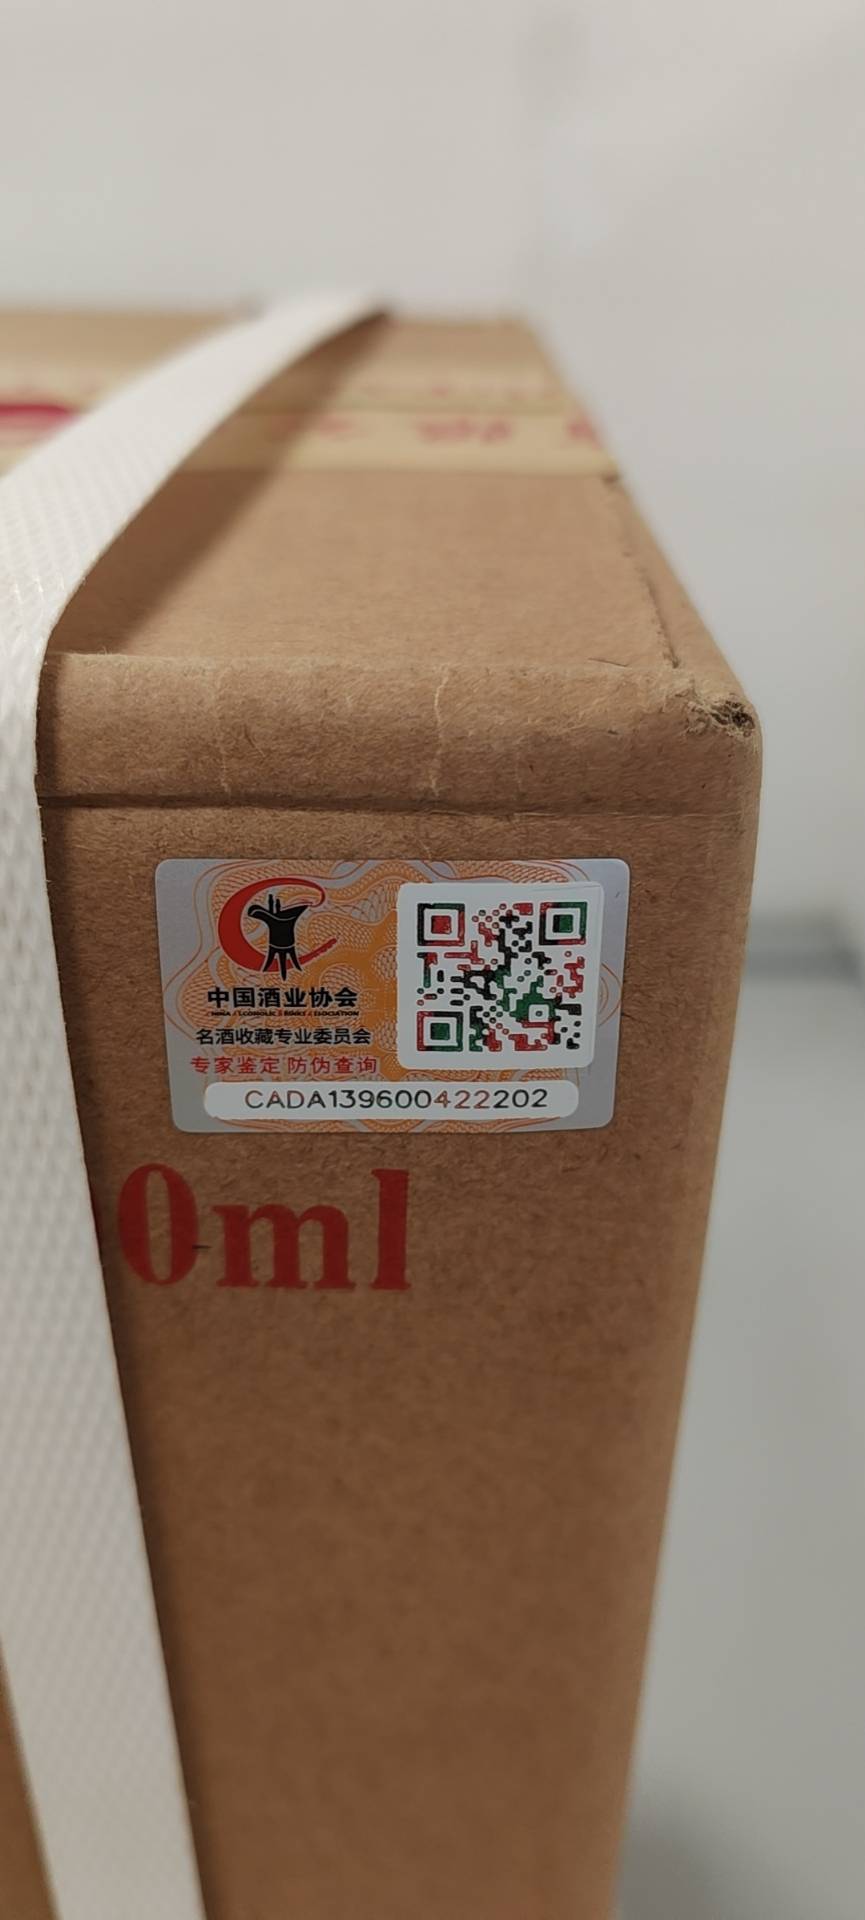 中国酒业协会
名酒收藏专业委员会
专家鉴定 防伪查询
CADA139600422202
0ml